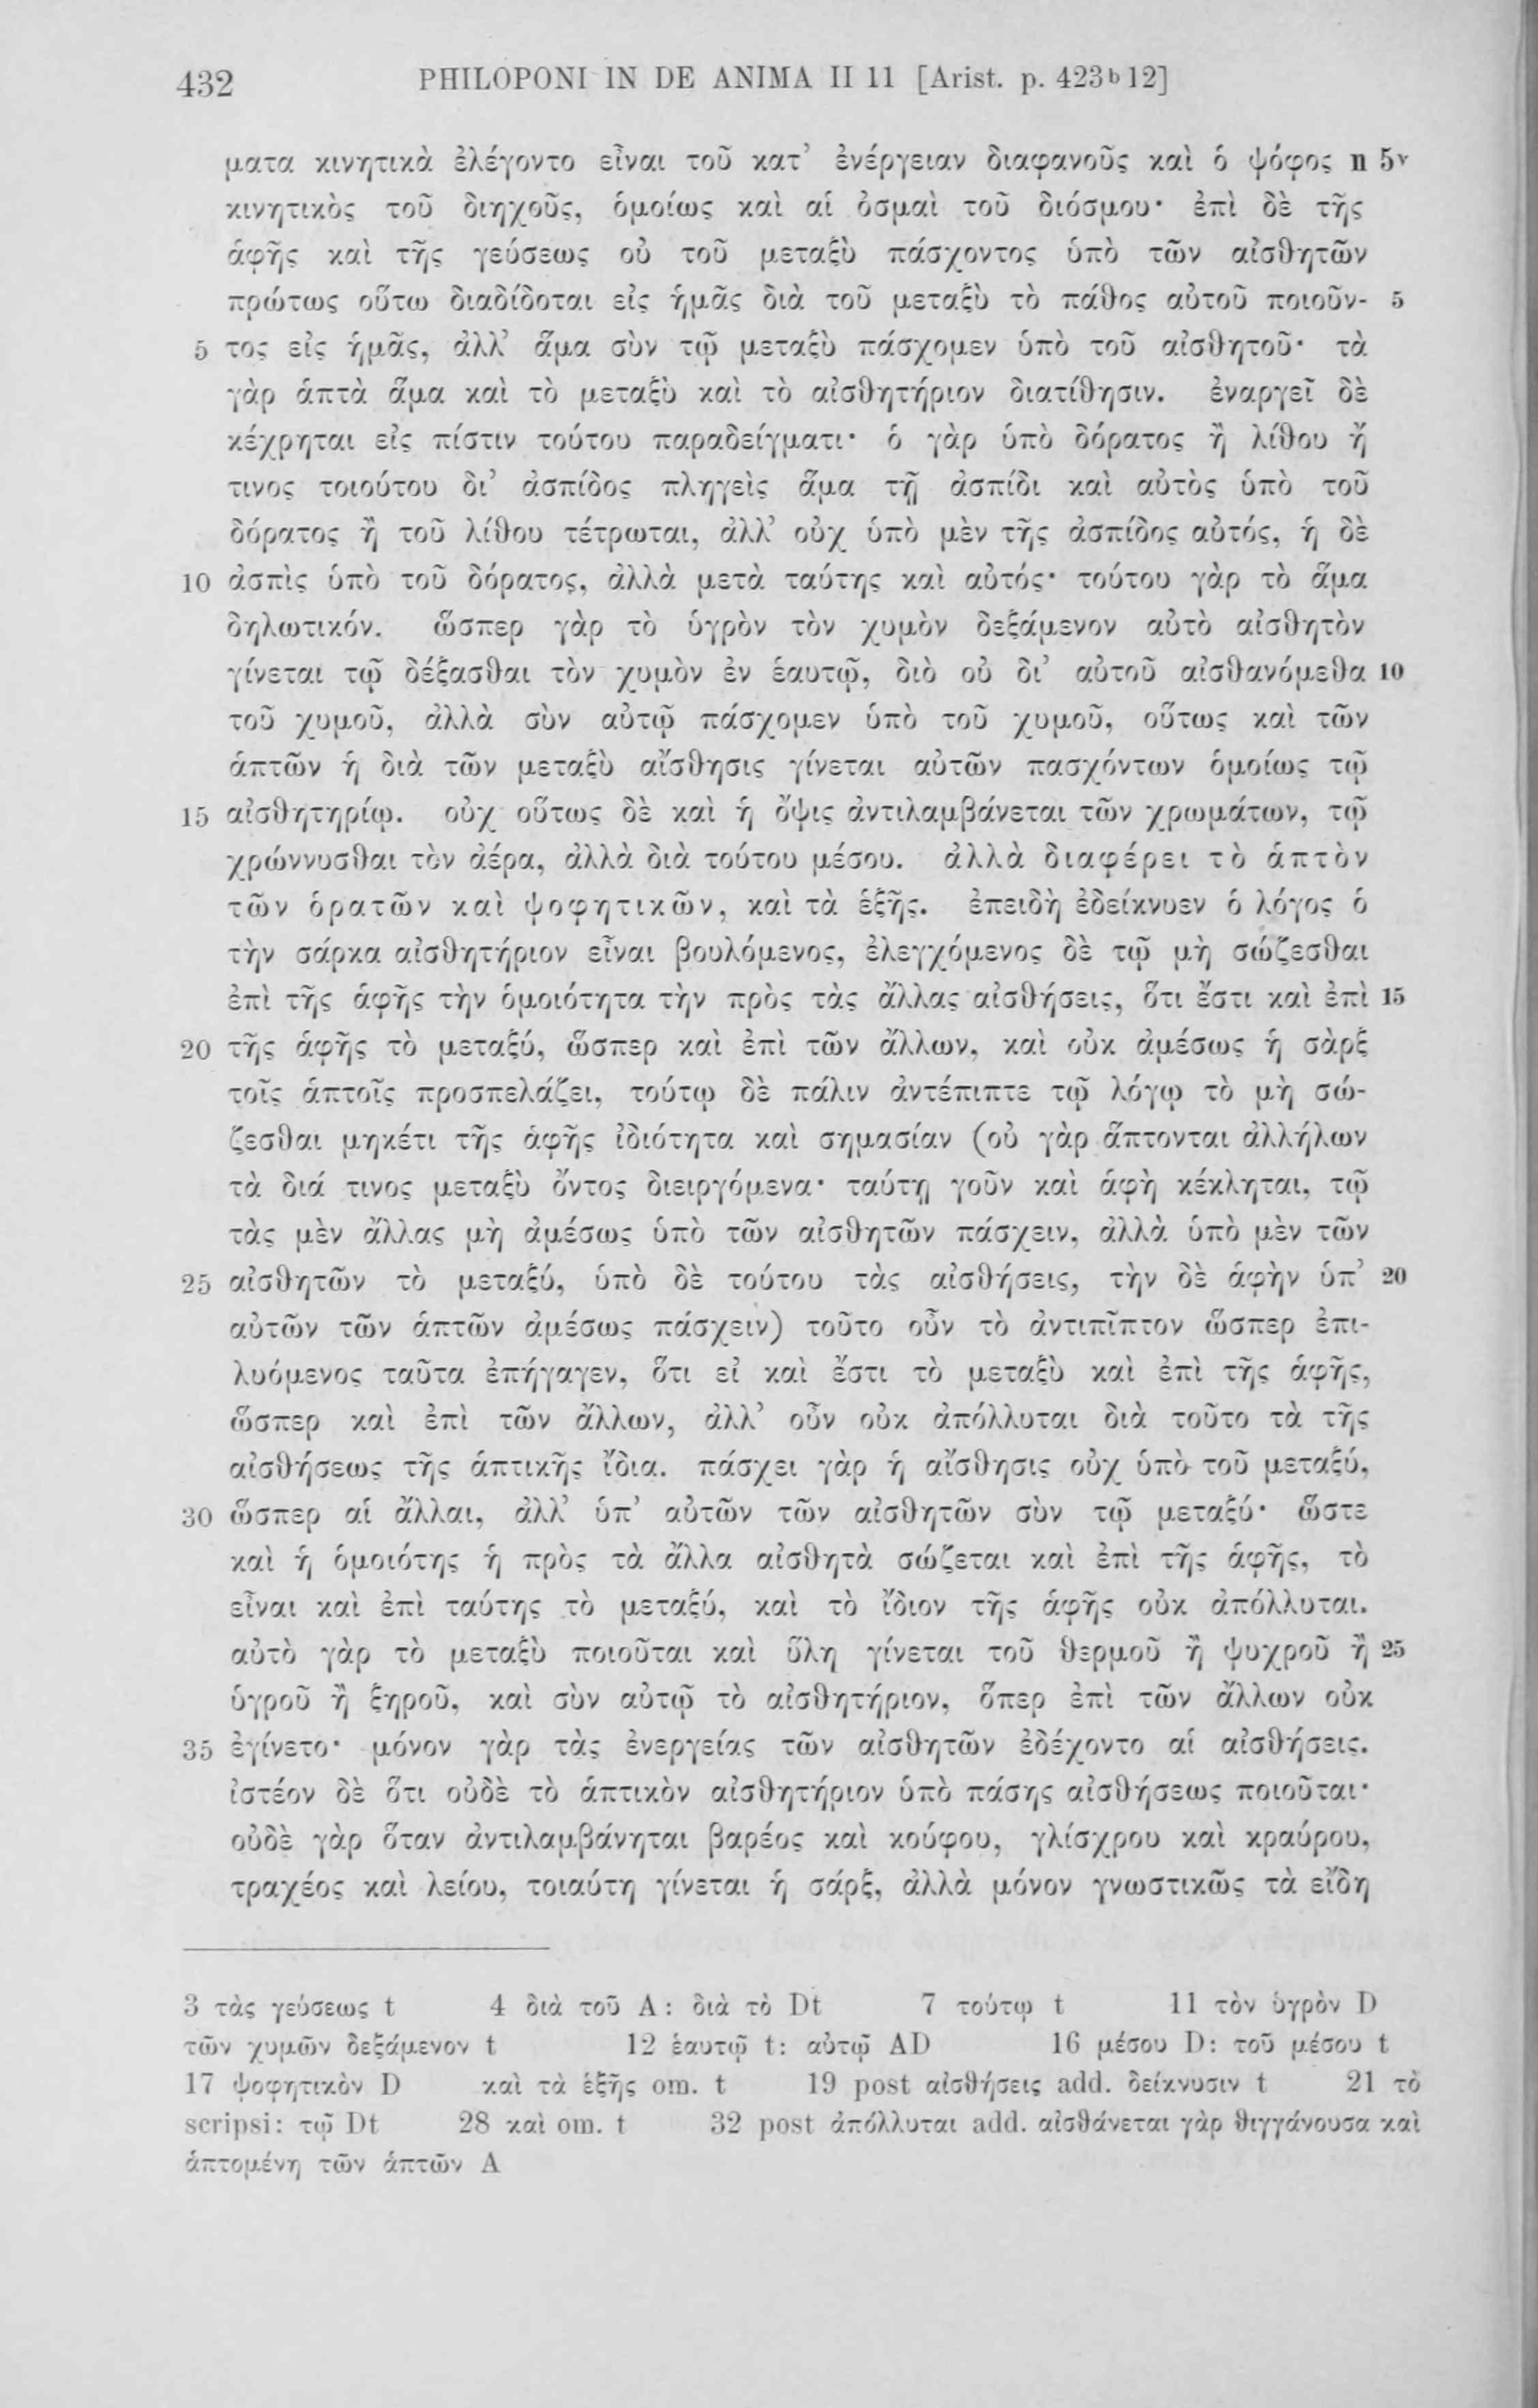 432 PHILOPONI IN DE ANIMA II 11 [Arist. p. 423ᵇ12]
ματα κινητικὰ ἐλέγοντο εἶναι τοῦ κατ’ ἐνέργειαν διαφανοῦς καὶ ὁ ψόφος n 5ᵛ
κινητικὸς τοῦ διηχοῦς, ὁμοίως καὶ αἱ ὀσμαὶ τοῦ διόσμου· ἐπὶ δὲ τῆς
ἁφῆς καὶ τῆς γεύσεως οὐ τοῦ μεταξὺ πάσχοντος ὑπὸ τῶν αἰσθητῶν
πρώτως οὕτω διαδίδοται εἰς ἡμᾶς διὰ τοῦ μεταξὺ τὸ πάθος αὐτοῦ ποιοῦν- 5
5 τος εἰς ἡμᾶς, ἀλλ’ ἅμα σὺν τῷ μεταξὺ πάσχομεν ὑπὸ τοῦ αἰσθητοῦ· τὰ
γὰρ ἁπτὰ ἅμα καὶ τὸ μεταξὺ καὶ τὸ αἰσθητήριον διατίθησιν. ἐναργεῖ δὲ
κέχρηται εἰς πίστιν τούτου παραδείγματι· ὁ γὰρ ὑπὸ δόρατος ἢ λίθου ἤ
τινος τοιούτου δι’ ἀσπίδος πληγεὶς ἅμα τῇ ἀσπίδι καὶ αὐτὸς ὑπὸ τοῦ
δόρατος ἢ τοῦ λίθου τέτρωται, ἀλλ’ οὐχ ὑπὸ μὲν τῆς ἀσπίδος αὐτός, ἡ δὲ
10 ἀσπὶς ὑπὸ τοῦ δόρατος, ἀλλὰ μετὰ ταύτης καὶ αὐτός· τούτου γὰρ τὸ ἅμα
δηλωτικόν. ὥσπερ γὰρ τὸ ὑγρὸν τὸν χυμὸν δεξάμενον αὐτὸ αἰσθητὸν
γίνεται τῷ δέξασθαι τὸν χυμὸν ἐν ἑαυτῷ, διὸ οὐ δι’ αὐτοῦ αἰσθανόμεθα 10
τοῦ χυμοῦ, ἀλλὰ σὺν αὐτῷ πάσχομεν ὑπὸ τοῦ χυμοῦ, οὕτως καὶ τῶν
ἁπτῶν ἡ διὰ τῶν μεταξὺ αἴσθησις γίνεται αὐτῶν πασχόντων ὁμοίως τῷ
15 αἰσθητηρίῳ. οὐχ οὕτως δὲ καὶ ἡ ὄψις ἀντιλαμβάνεται τῶν χρωμάτων, τῷ
χρώννυσθαι τὸν ἀέρα, ἀλλὰ διὰ τούτου μέσου. ἀλλὰ διαφέρει τὸ ἁπτὸν
τῶν ὁρατῶν καὶ ψοφητικῶν, καὶ τὰ ἑξῆς. ἐπειδὴ ἐδείκνυεν ὁ λόγος ὁ
τὴν σάρκα αἰσθητήριον εἶναι βουλόμενος, ἐλεγχόμενος δὲ τῷ μὴ σώζεσθαι
ἐπὶ τῆς ἁφῆς τὴν ὁμοιότητα τὴν πρὸς τὰς ἄλλας αἰσθήσεις, ὅτι ἔστι καὶ ἐπὶ 15
20 τῆς ἁφῆς τὸ μεταξύ, ὥσπερ καὶ ἐπὶ τῶν ἄλλων, καὶ οὐκ ἀμέσως ἡ σὰρξ
τοῖς ἁπτοῖς προσπελάζει, τούτῳ δὲ πάλιν ἀντέπιπτε τῷ λόγῳ τὸ μὴ σώ-
ζεσθαι μηκέτι τῆς ἁφῆς ἰδιότητα καὶ σημασίαν (οὐ γὰρ ἅπτονται ἀλλήλων
τὰ διά τινος μεταξὺ ὄντος διειργόμενα· ταύτῃ γοῦν καὶ ἁφὴ κέκληται, τῷ
τὰς μὲν ἄλλας μὴ ἀμέσως ὑπὸ τῶν αἰσθητῶν πάσχειν, ἀλλὰ ὑπὸ μὲν τῶν
25 αἰσθητῶν τὸ μεταξύ, ὑπὸ δὲ τούτου τὰς αἰσθήσεις, τὴν δὲ ἁφὴν ὑπ’ 20
αὐτῶν τῶν ἁπτῶν ἀμέσως πάσχειν) τοῦτο οὖν τὸ ἀντιπῖπτον ὥσπερ ἐπι-
λυόμενος ταῦτα ἐπήγαγεν, ὅτι εἰ καὶ ἔστι τὸ μεταξὺ καὶ ἐπὶ τῆς ἁφῆς,
ὥσπερ καὶ ἐπὶ τῶν ἄλλων, ἀλλ’ οὖν οὐκ ἀπόλλυται διὰ τοῦτο τὰ τῆς
αἰσθήσεως τῆς ἁπτικῆς ἴδια. πάσχει γὰρ ἡ αἴσθησις οὐχ ὑπὸ τοῦ μεταξύ,
30 ὥσπερ αἱ ἄλλαι, ἀλλ’ ὑπ’ αὐτῶν τῶν αἰσθητῶν σὺν τῷ μεταξύ· ὥστε
καὶ ἡ ὁμοιότης ἡ πρὸς τὰ ἄλλα αἰσθητὰ σώζεται καὶ ἐπὶ τῆς ἁφῆς, τὸ
εἶναι καὶ ἐπὶ ταύτης τὸ μεταξύ, καὶ τὸ ἴδιον τῆς ἁφῆς οὐκ ἀπόλλυται.
αὐτὸ γὰρ τὸ μεταξὺ ποιοῦται καὶ ὕλη γίνεται τοῦ θερμοῦ ἢ ψυχροῦ ἢ 25
ὑγροῦ ἢ ξηροῦ, καὶ σὺν αὐτῷ τὸ αἰσθητήριον, ὅπερ ἐπὶ τῶν ἄλλων οὐκ
35 ἐγίνετο· μόνον γὰρ τὰς ἐνεργείας τῶν αἰσθητῶν ἐδέχοντο αἱ αἰσθήσεις.
ἰστέον δὲ ὅτι οὐδὲ τὸ ἁπτικὸν αἰσθητήριον ὑπὸ πάσης αἰσθήσεως ποιοῦται·
οὐδὲ γὰρ ὅταν ἀντιλαμβάνηται βαρέος καὶ κούφου, γλίσχρου καὶ κραύρου,
τραχέος καὶ λείου, τοιαύτη γίνεται ἡ σάρξ, ἀλλὰ μόνον γνωστικῶς τὰ εἴδη
3 τὰς γεύσεως t 4 διὰ τοῦ A: διὰ τὸ Dt 7 τούτῳ t 11 τὸν ὑγρὸν D
τῶν χυμῶν δεξάμενον t 12 ἑαυτῷ t: αὐτῷ AD 16 μέσου D: τοῦ μέσου t
17 ψοφητικὸν D καὶ τὰ ἑξῆς om. t 19 post αἰσθήσεις add. δείκνυσιν t 21 τὸ
scripsi: τῷ Dt 28 καὶ om. t 32 post ἀπόλλυται add. αἰσθάνεται γὰρ θιγγάνουσα καὶ
ἁπτομένη τῶν ἁπτῶν A